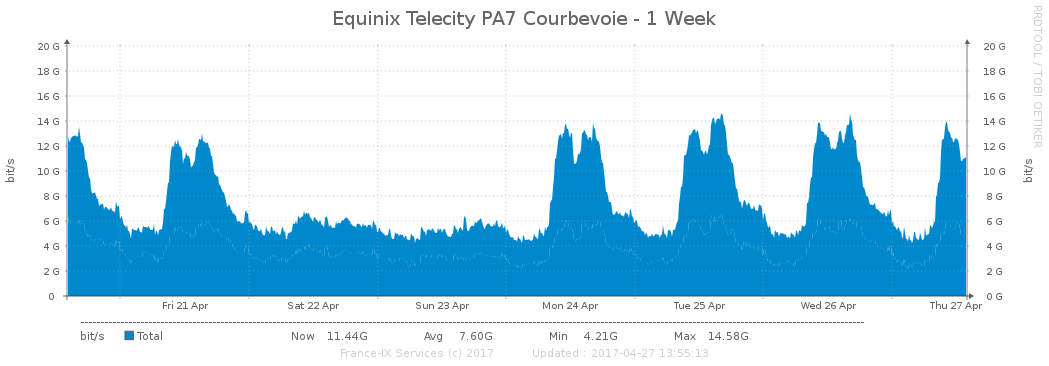 Equinix Telecity PA7 Courbevoie - 1 Week
RRDTOOL / TOBI OETIKER
bit/s
bit/s
20 G 20 G
18 G 18 G
16 G 16 G
14 G 14 G
12 G 12 G
10 G 10 G
8 G 8 G
6 G 6 G
4 G 4 G
2 G 2 G
0 0 G
Fri 21 Apr Sat 22 Apr Sun 23 Apr Mon 24 Apr Tue 25 Apr Wed 26 Apr Thu 27 Apr
bit/s Total Now 11.44G Avg 7.60G Min 4.21G Max 14.58G
France-IX Services (c) 2017 Updated : 2017-04-27 13:55:13